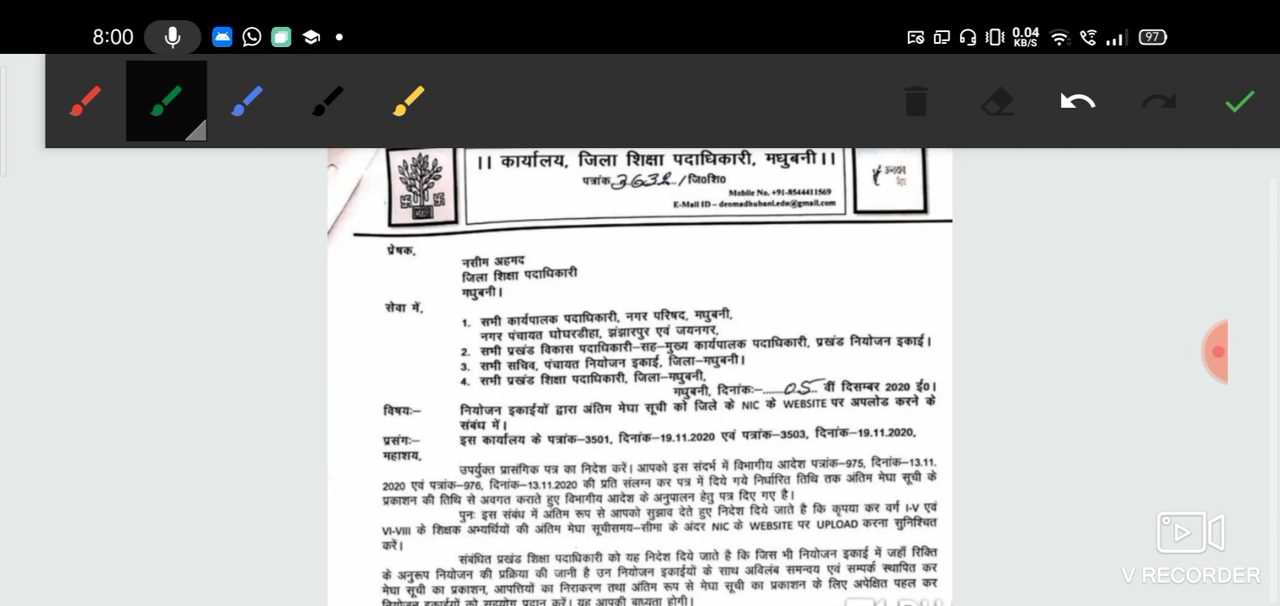 8:00
0.04
KB/S
97
।। कार्यालय, जिला शिक्षा पदाधिकारी, मधुबनी।।
पत्रांक 3632 /जि०शि०
Mobile No. +91-8544411569
E-Mail ID – deomadhubani.edn@gmail.com
प्रेषक,
नसीम अहमद
जिला शिक्षा पदाधिकारी
मधुबनी।
सेवा में,
1. सभी कार्यपालक पदाधिकारी, नगर परिषद, मधुबनी,
नगर पंचायत घोघरडीहा, झंझारपुर एवं जयनगर,
2. सभी प्रखंड विकास पदाधिकारी–सह–मुख्य कार्यपालक पदाधिकारी, प्रखंड नियोजन इकाई।
3. सभी सचिव, पंचायत नियोजन इकाई, जिला–मधुबनी।
4. सभी प्रखंड शिक्षा पदाधिकारी, जिला–मधुबनी,
मधुबनी, दिनांकः–.......05.. वीं दिसम्बर 2020 ई०।
विषयः– नियोजन इकाईयों द्वारा अंतिम मेघा सूची को जिले के NIC के WEBSITE पर अपलोड करने के
संबंध में।
प्रसंगः– इस कार्यालय के पत्रांक–3501, दिनांक–19.11.2020 एवं पत्रांक–3503, दिनांक–19.11.2020,
महाशय,
उपर्युक्त प्रासंगिक पत्र का निदेश करें। आपको इस संदर्भ में विभागीय आदेश पत्रांक–975, दिनांक–13.11.
2020 एवं पत्रांक–976, दिनांक–13.11.2020 की प्रति संलग्न कर पत्र में दिये गये निर्धारित तिथि तक अंतिम मेघा सूची के
प्रकाशन की तिथि से अवगत कराते हुए विभागीय आदेश के अनुपालन हेतु पत्र दिए गए है।
पुनः इस संबंध में अंतिम रूप से आपको सुझाव देते हुए निदेश दिये जाते है कि कृपया कर वर्ग I-V एवं
VI-VIII के शिक्षक अभ्यर्थियों की अंतिम मेघा सूचीसमय–सीमा के अंदर NIC के WEBSITE पर UPLOAD करना सुनिश्चित
करें।
संबंधित प्रखंड शिक्षा पदाधिकारी को यह निदेश दिये जाते है कि जिस भी नियोजन इकाई में जहाँ रिक्ति
के अनुरूप नियोजन की प्रक्रिया की जानी है उन नियोजन इकाईयों के साथ अविलंब समन्वय एवं सम्पर्क स्थापित कर
मेघा सूची का प्रकाशन, आपत्तियों का निराकरण तथा अंतिम रूप से मेघा सूची का प्रकाशन के लिए अपेक्षित पहल कर
नियोजन इकाईयों को सहयोग प्रदान करें। यह आपकी बाध्यता होगी।
V RECORDER